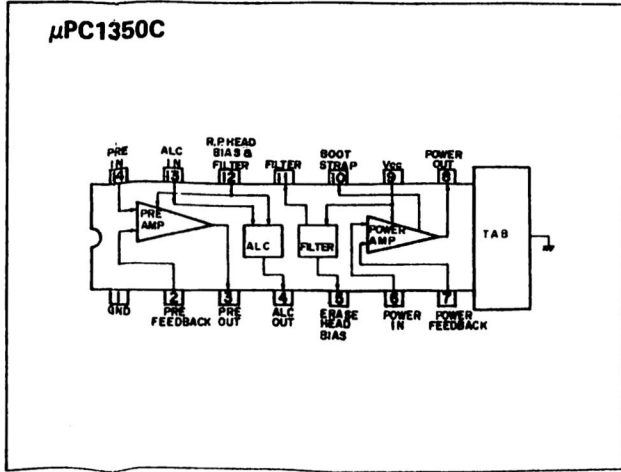 μPC1350C
PRE IN
ALC IN
R.P. HEAD BIAS & FILTER
FILTER
BOOT STRAP
Vcc
POWER OUT
14
13
12
11
10
9
8
PRE AMP
ALC
FILTER
POWER AMP
TAB
1
2
3
4
5
6
7
GND
PRE FEEDBACK
PRE OUT
ALC OUT
ERASE HEAD BIAS
POWER IN
POWER FEEDBACK